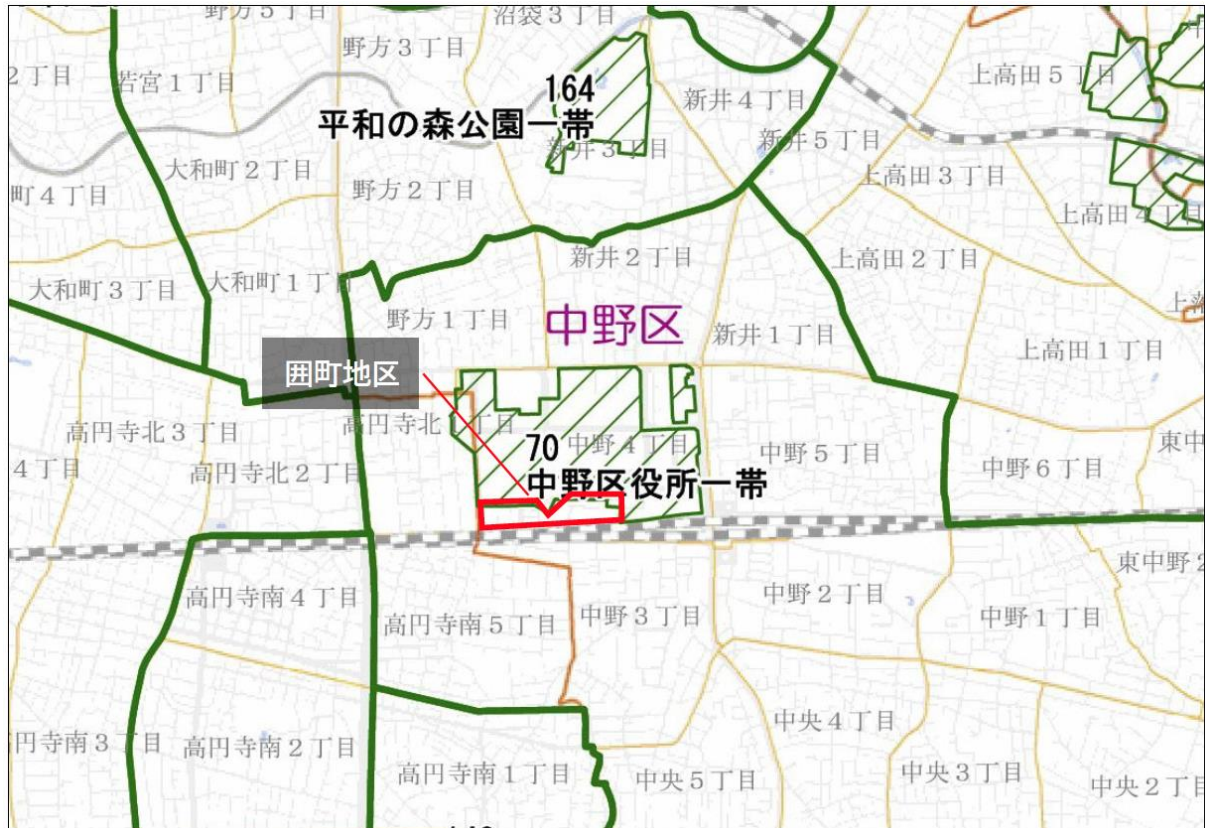 野方５丁目
沼袋３丁目
野方３丁目
２丁目
若宮１丁目
上高田５丁目
164
平和の森公園一帯
新井４丁目
新井３丁目
新井５丁目
大和町２丁目
野方２丁目
上高田３丁目
町４丁目
上高田４丁目
新井２丁目
上高田２丁目
大和町３丁目
大和町１丁目
野方１丁目
中野区
新井１丁目
上高田１丁目
囲町地区
高円寺北３丁目
高円寺北１丁目
70
中野４丁目
中野５丁目
東中
４丁目
高円寺北２丁目
中野区役所一帯
中野６丁目
東中野２
高円寺南４丁目
高円寺南５丁目
中野３丁目
中野２丁目
中野１丁目
円寺南３丁目
高円寺南２丁目
中央４丁目
高円寺南１丁目
中央５丁目
中央３丁目
中央２丁目